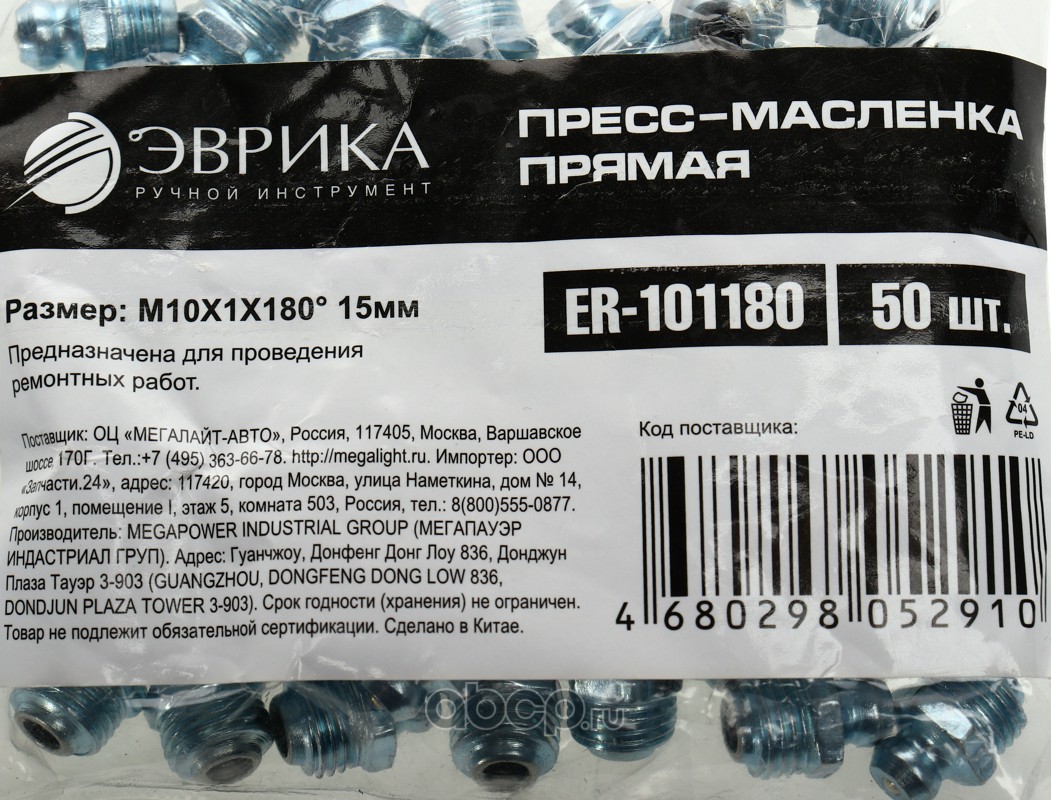 ЭВРИКА
РУЧНОЙ ИНСТРУМЕНТ
ПРЕСС-МАСЛЕНКА
ПРЯМАЯ
Размер: М10Х1Х180° 15мм
Предназначена для проведения
ремонтных работ.
ER-101180
50 шт.
Поставщик: ОЦ «МЕГАЛАЙТ-АВТО», Россия, 117405, Москва, Варшавское
шоссе, 170Г. Тел.:+7 (495) 363-66-78. http://megalight.ru. Импортер: ООО
«Запчасти.24», адрес: 117420, город Москва, улица Наметкина, дом № 14,
корпус 1, помещение I, этаж 5, комната 503, Россия, тел.: 8(800)555-0877.
Производитель: MEGAPOWER INDUSTRIAL GROUP (МЕГАПАУЭР
ИНДАСТРИАЛ ГРУП). Адрес: Гуанчжоу, Донфенг Донг Лоу 836, Донджун
Плаза Тауэр 3-903 (GUANGZHOU, DONGFENG DONG LOW 836,
DONDJUN PLAZA TOWER 3-903). Срок годности (хранения) не ограничен.
Товар не подлежит обязательной сертификации. Сделано в Китае.
04
PE-LD
Код поставщика:
4 680298 052910
abcp.ru